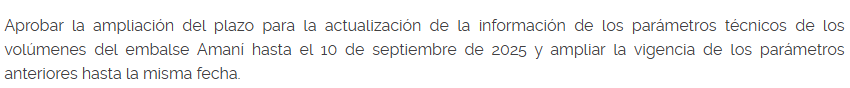 Aprobar la ampliación del plazo para la actualización de la información de los parámetros técnicos de los
volúmenes del embalse Amaní hasta el 10 de septiembre de 2025 y ampliar la vigencia de los parámetros
anteriores hasta la misma fecha.